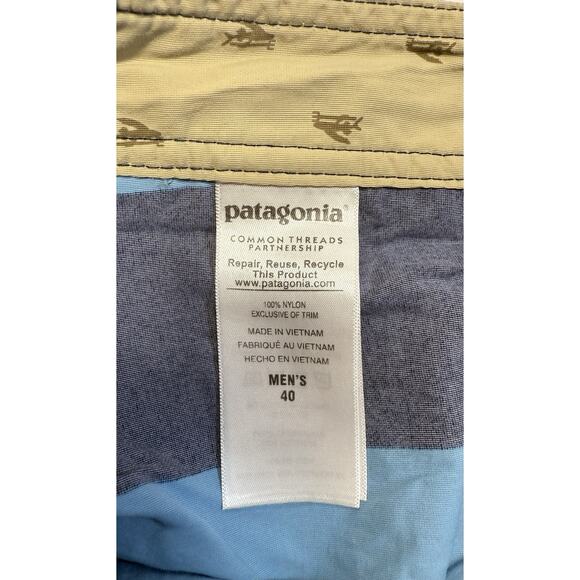 patagonia®
COMMON THREADS
PARTNERSHIP
Repair, Reuse, Recycle
This Product
www.patagonia.com
100% NYLON
EXCLUSIVE OF TRIM
MADE IN VIETNAM
FABRIQUÉ AU VIETNAM
HECHO EN VIETNAM
MEN'S
40